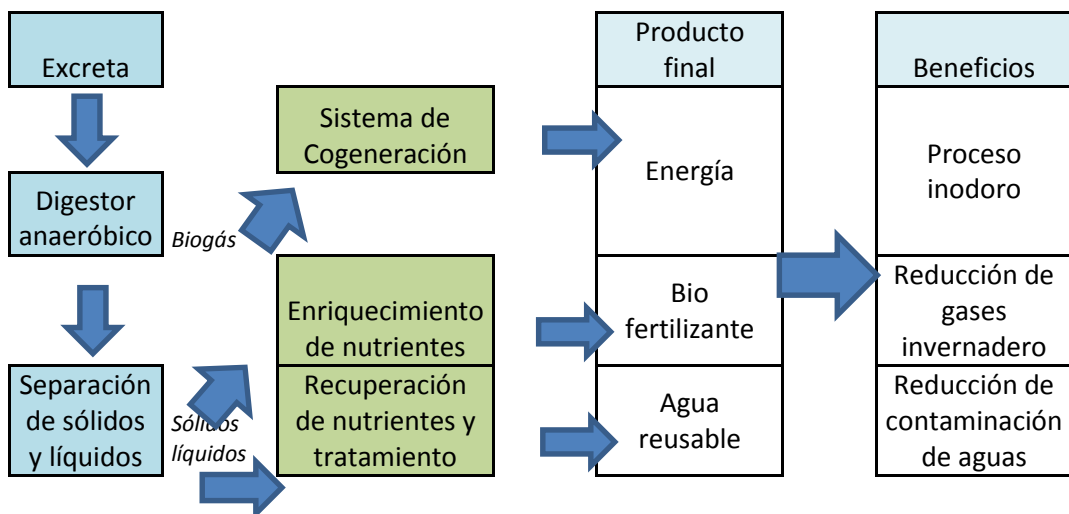 Excreta
Digestor
anaeróbico
Biogás
Separación
de sólidos
y líquidos
Sólidos
líquidos
Sistema de
Cogeneración
Enriquecimiento
de nutrientes
Recuperación
de nutrientes y
tratamiento
Producto
final
Energía
Bio
fertilizante
Agua
reusable
Beneficios
Proceso
inodoro
Reducción de
gases
invernadero
Reducción de
contaminación
de aguas